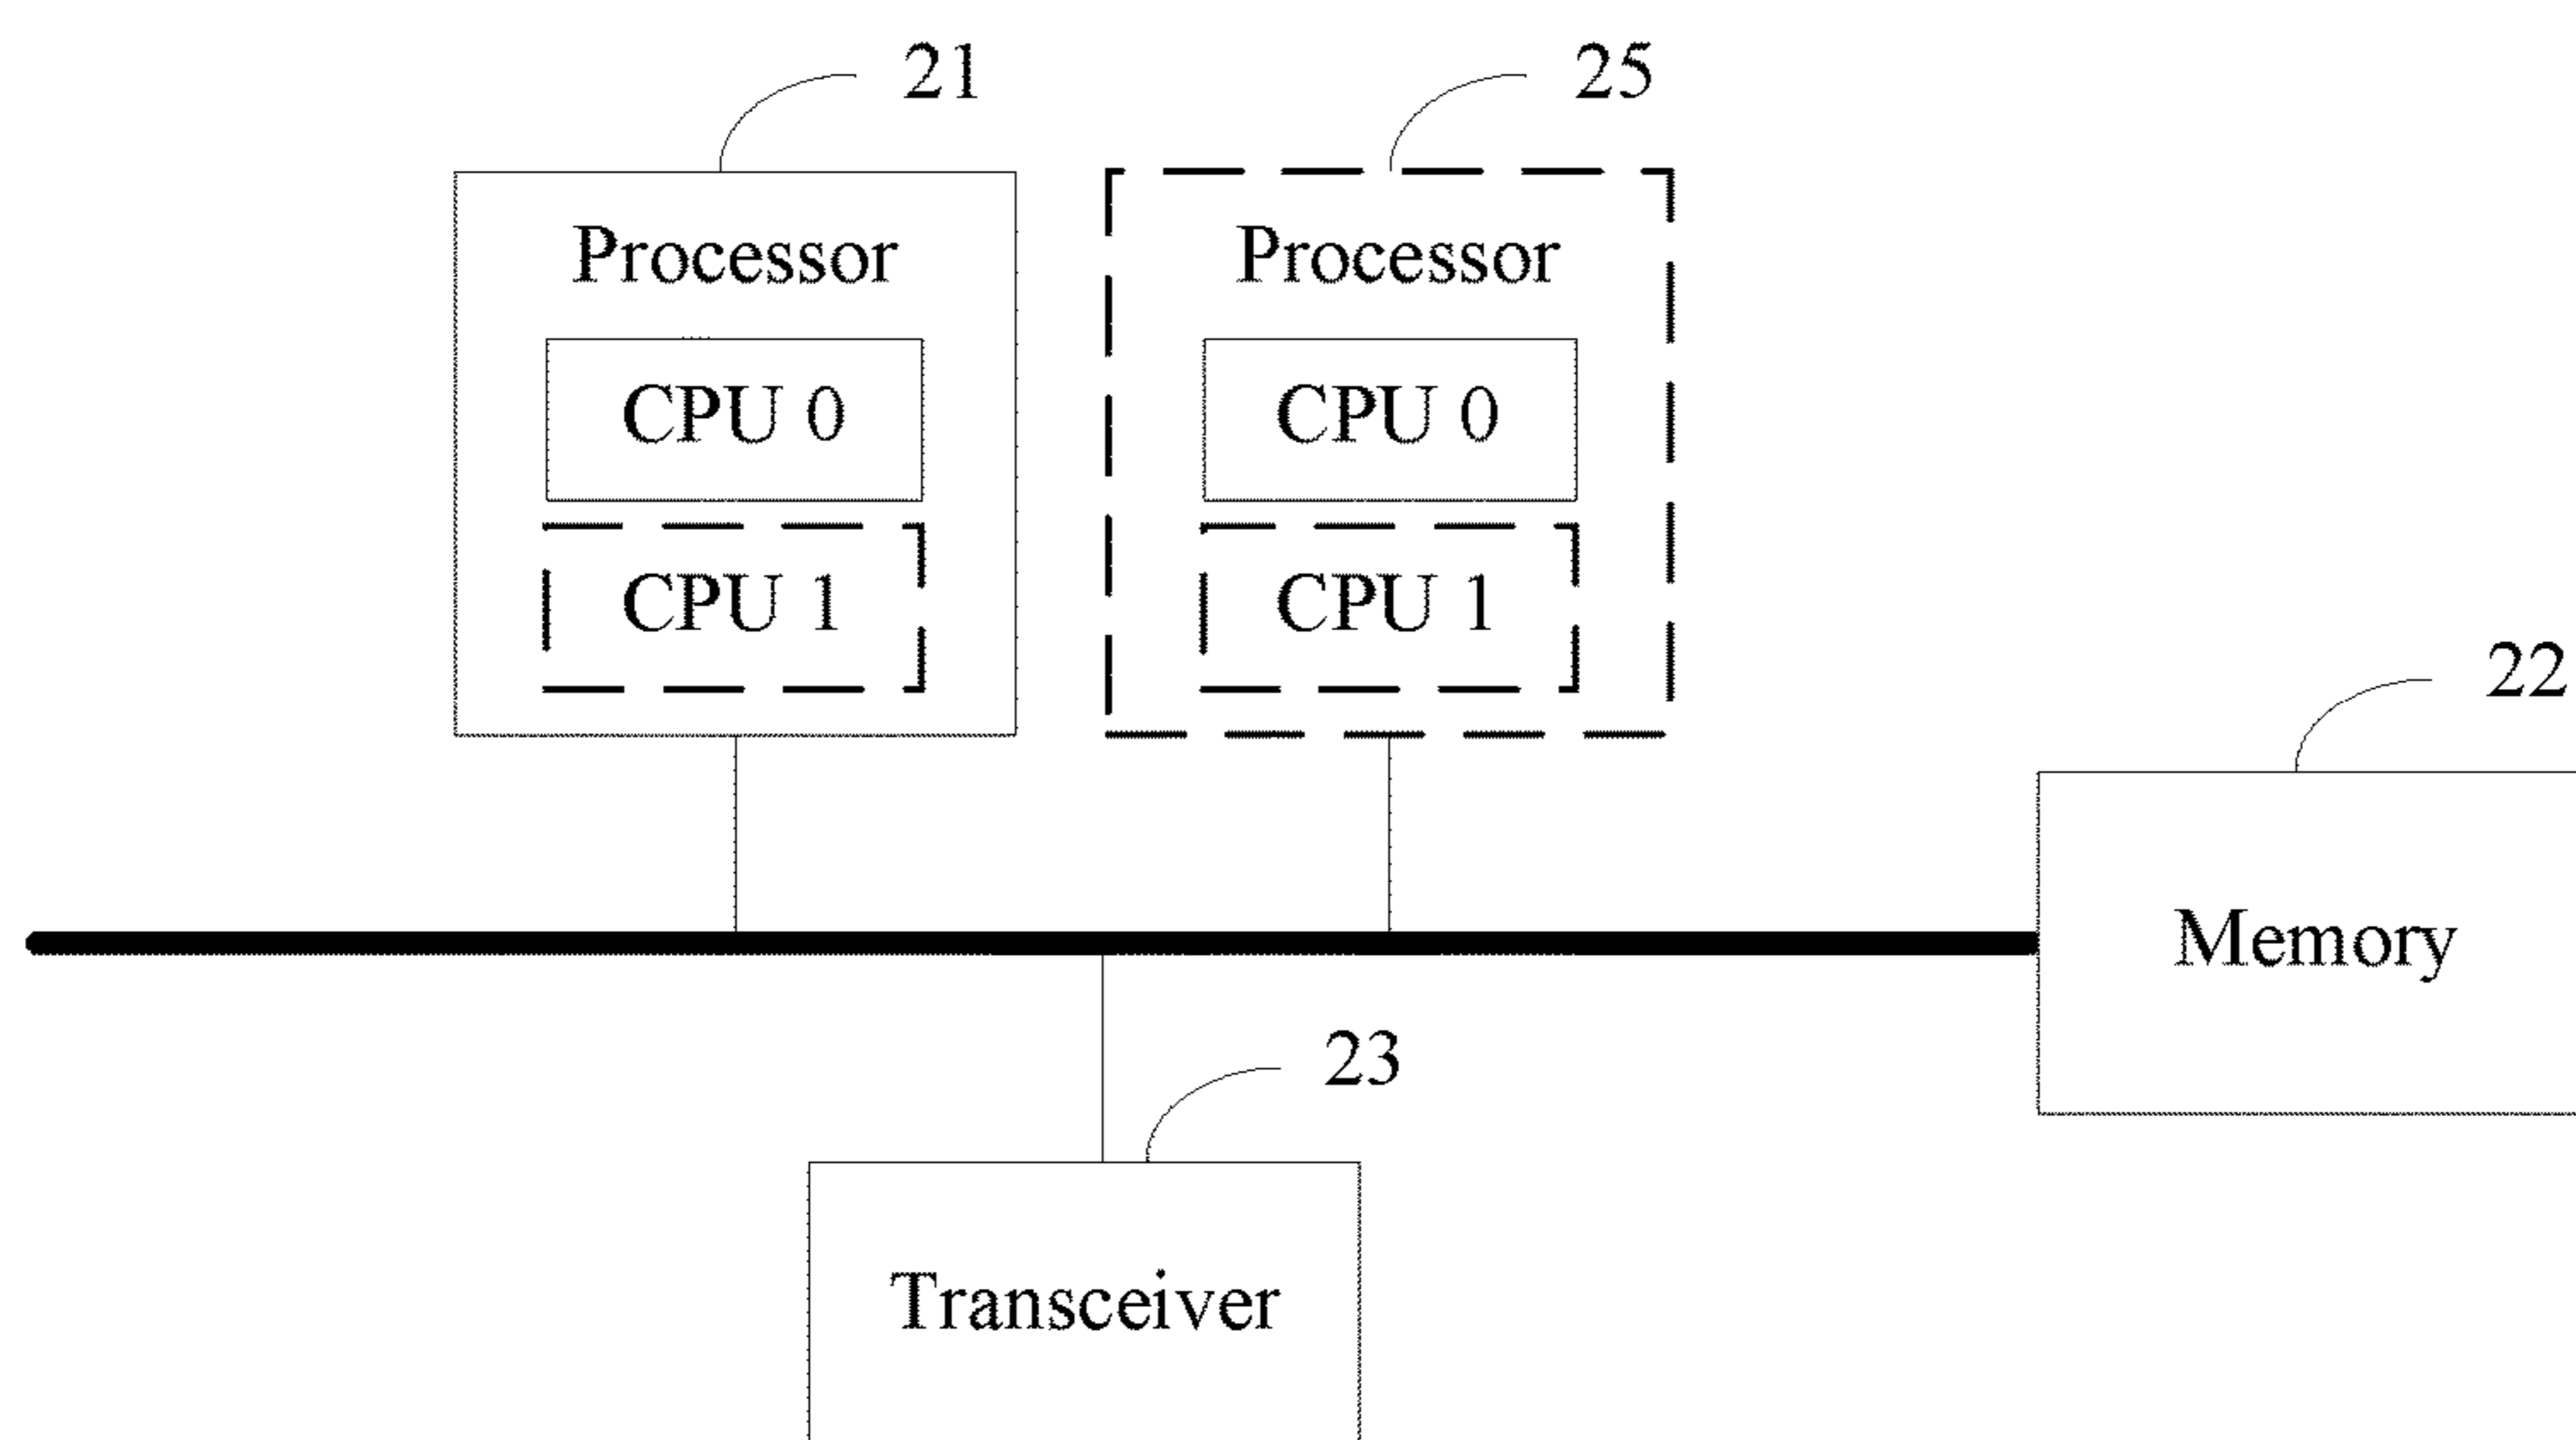 21
25
Processor
Processor
CPU 0
CPU 0
CPU 1
CPU 1
22
Memory
23
Transceiver